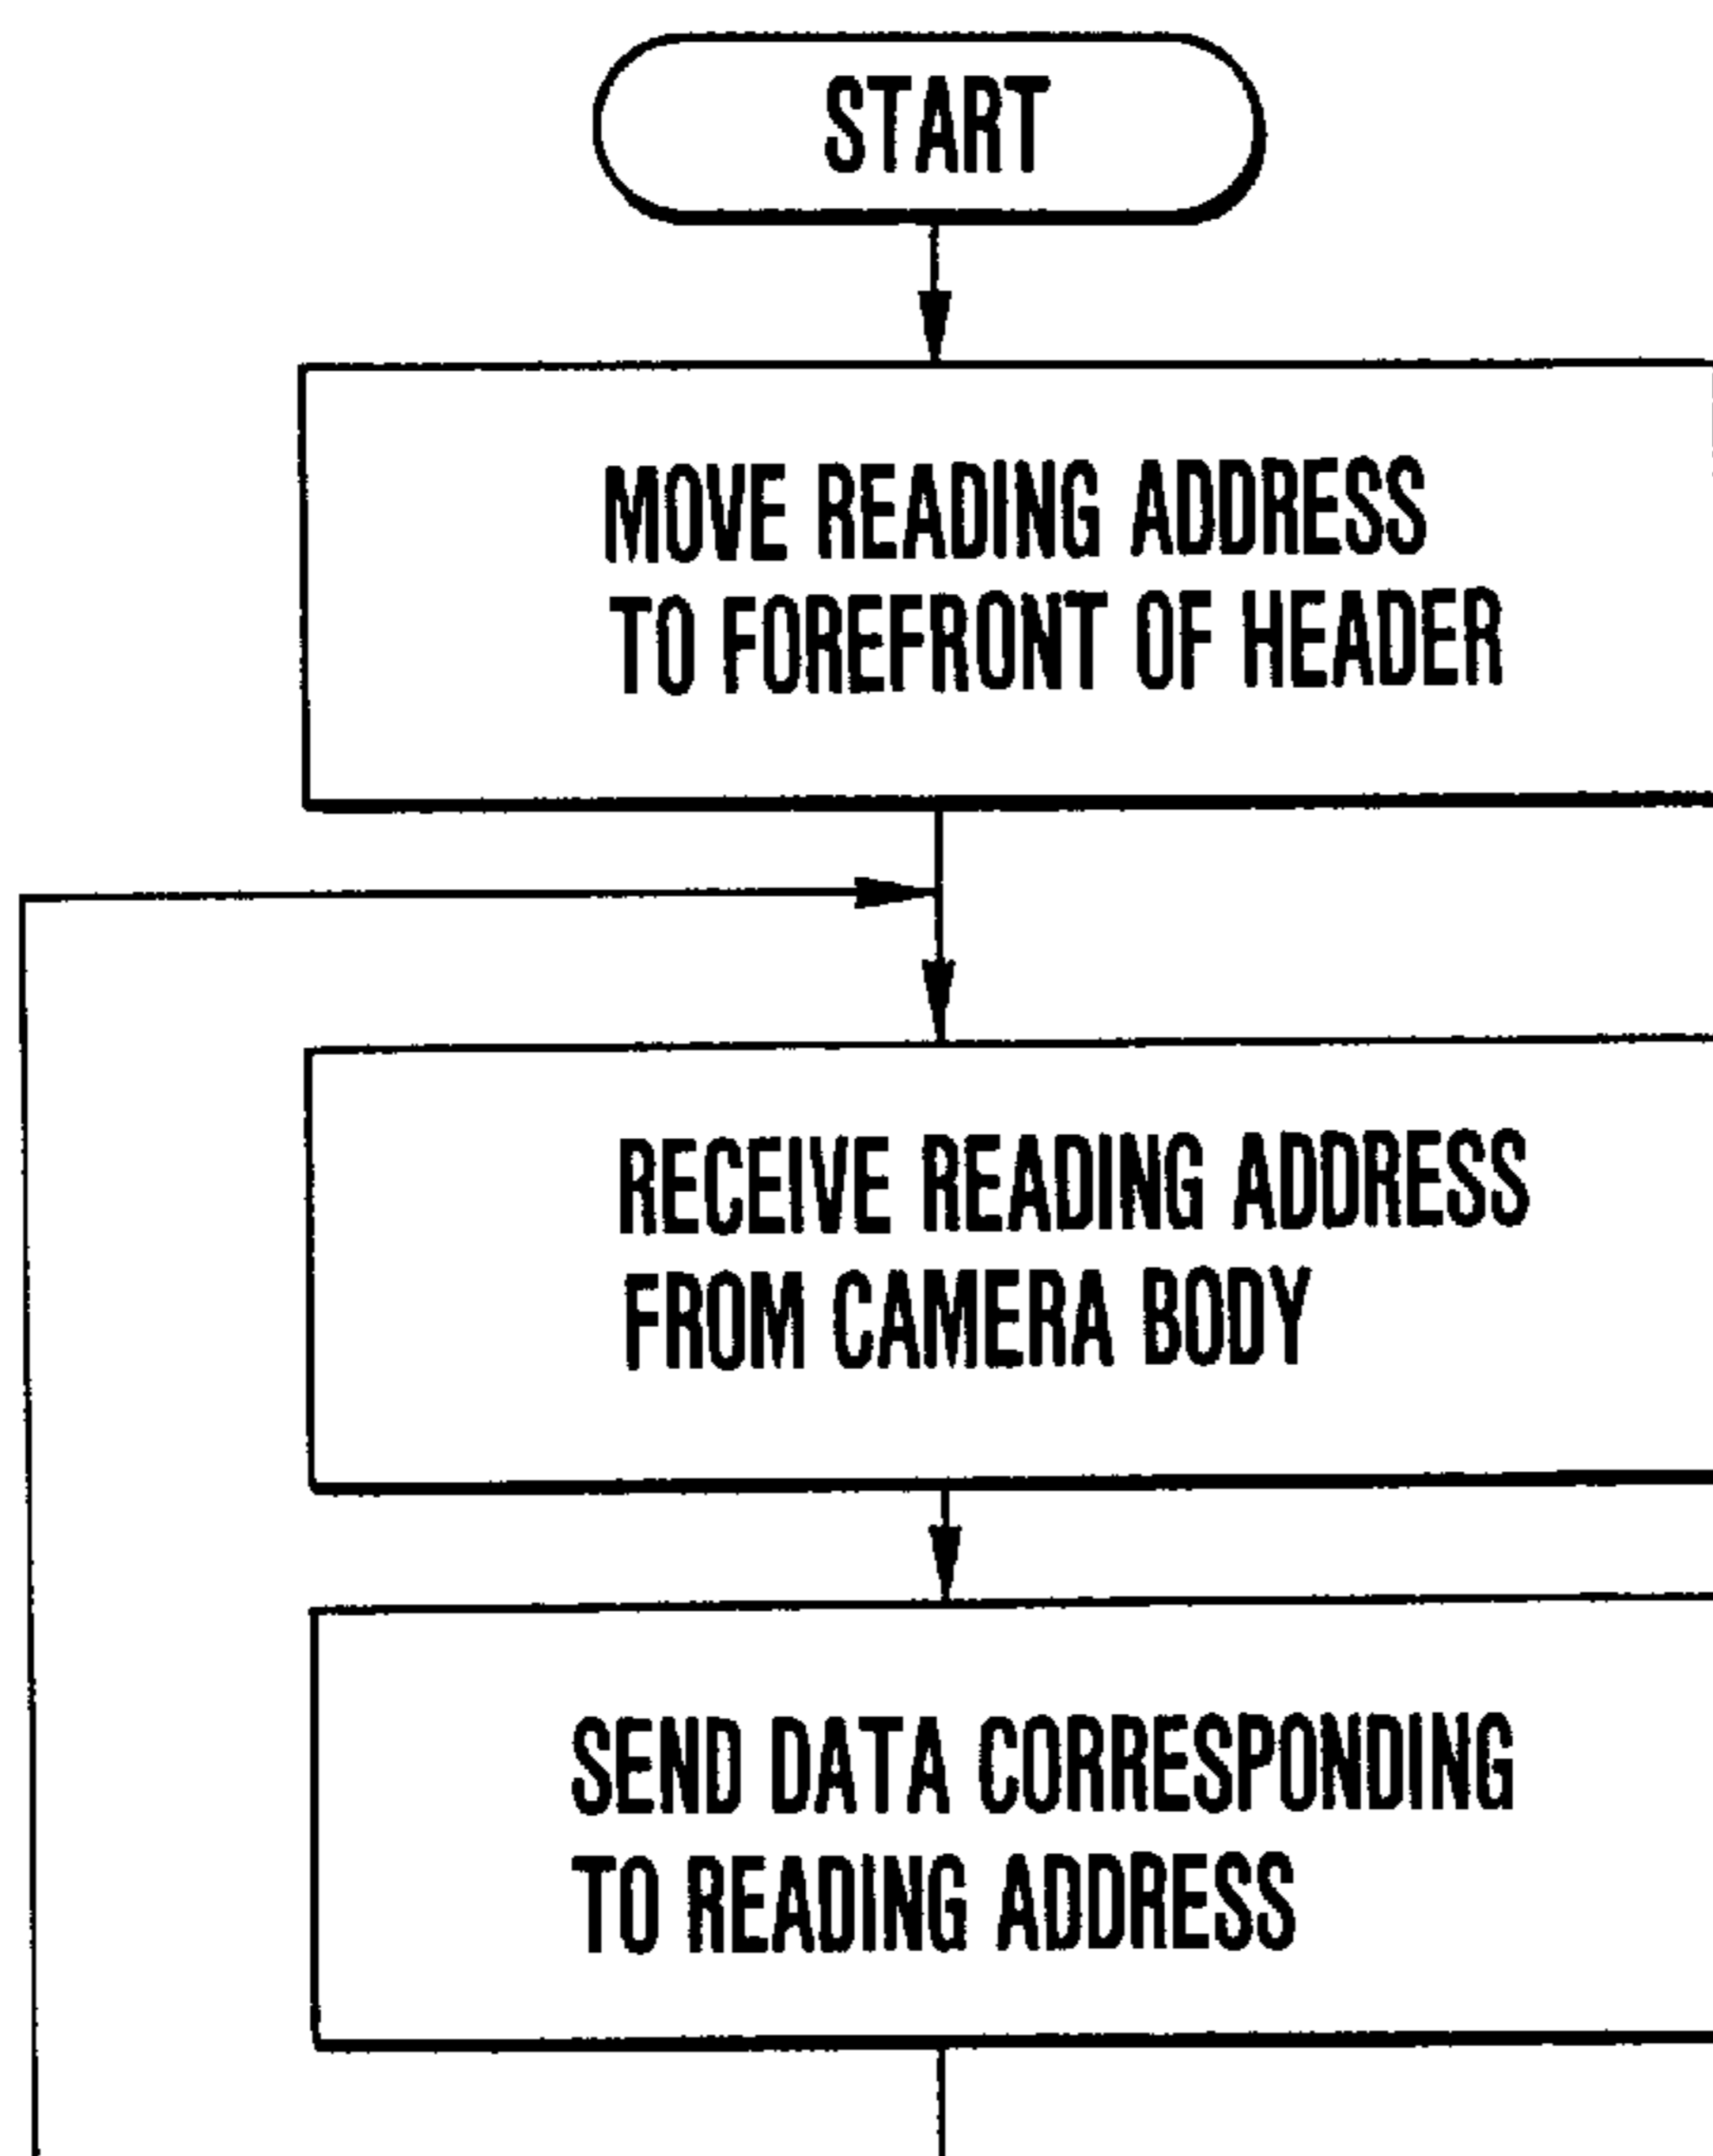 START
MOVE READING ADDRESS
TO FOREFRONT OF HEADER
RECEIVE READING ADDRESS
FROM CAMERA BODY
SEND DATA CORRESPONDING
TO READING ADDRESS